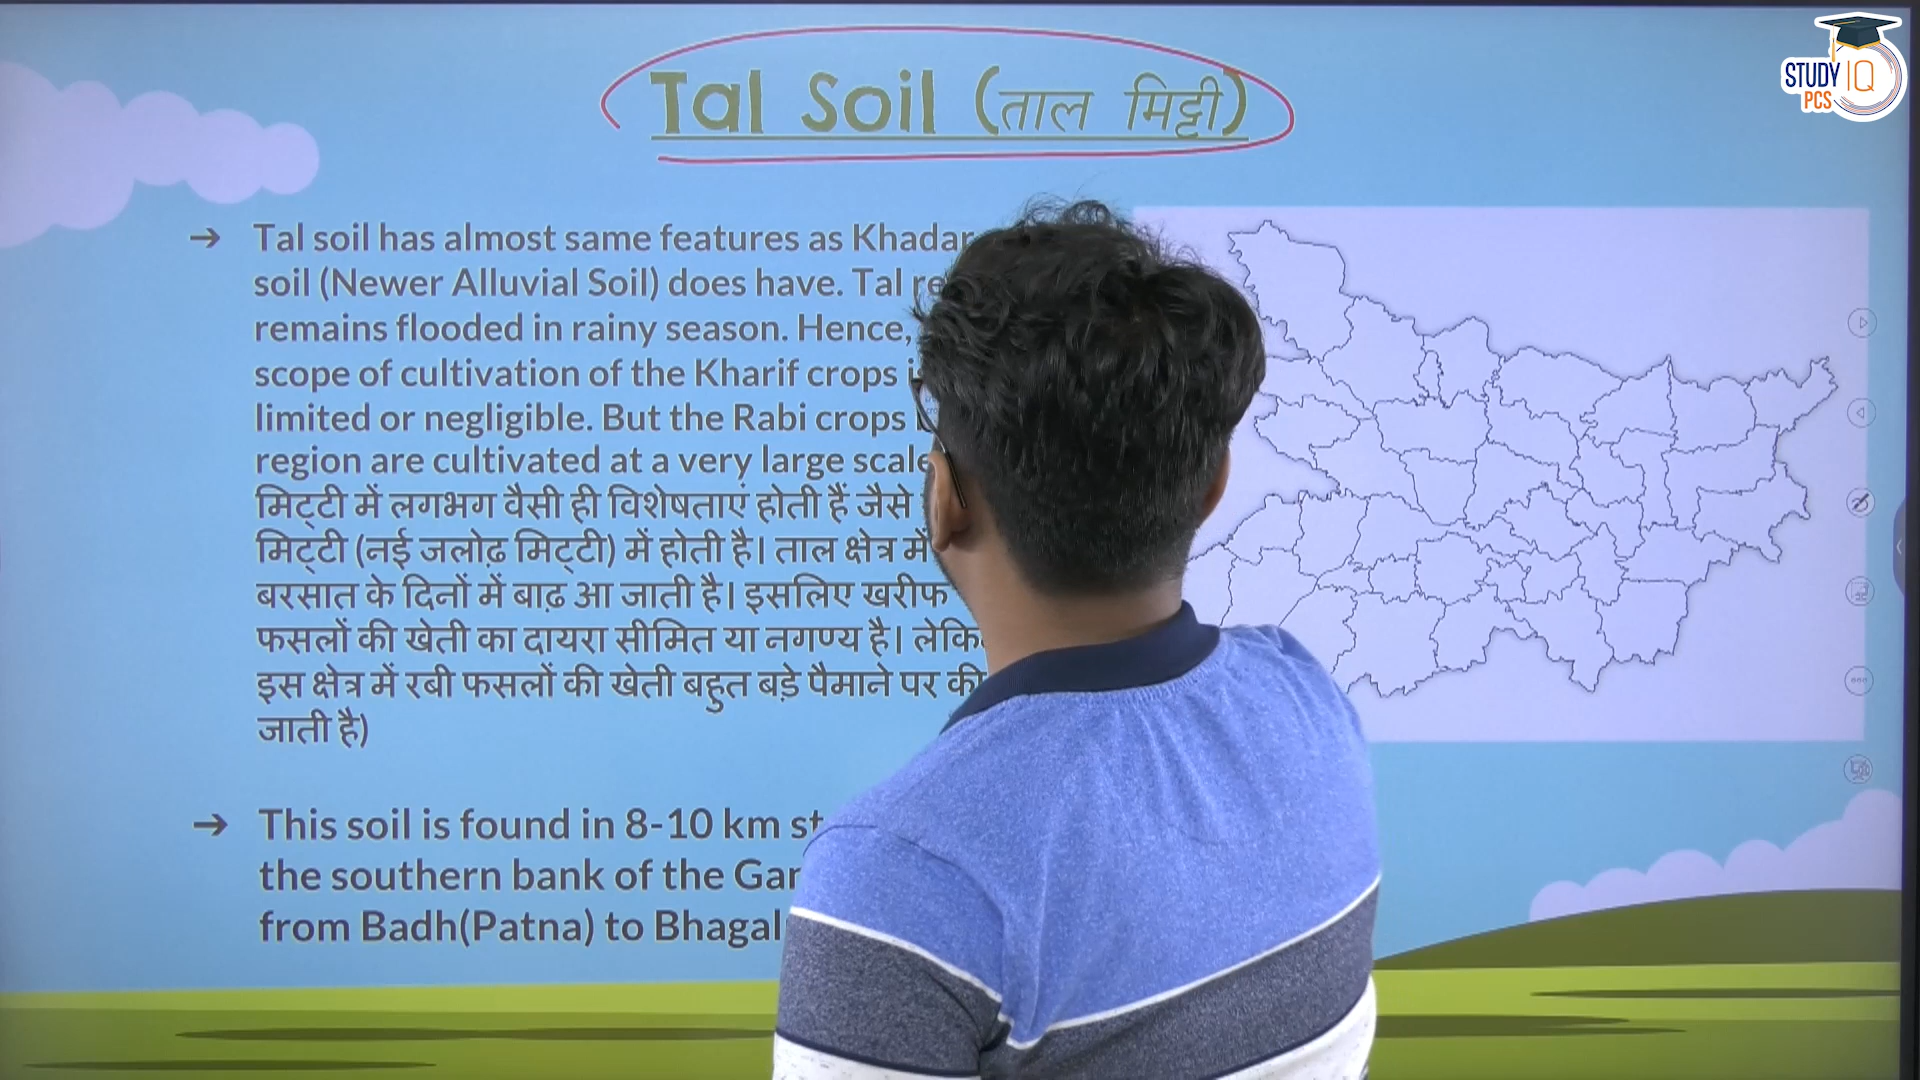 Tal Soil (ताल मिट्टी)
STUDY IQ
PCS
→ Tal soil has almost same features as Khadar
soil (Newer Alluvial Soil) does have. Tal
remains flooded in rainy season. Hence,
scope of cultivation of the Kharif crops
limited or negligible. But the Rabi crops
region are cultivated at a very large scale
मिट्टी में लगभग वैसी ही विशेषताएं होती हैं जैसे
मिट्टी (नई जलोढ़ मिट्टी) में होती है। ताल क्षेत्र में
बरसात के दिनों में बाढ़ आ जाती है। इसलिए खरीफ
फसलों की खेती का दायरा सीमित या नगण्य है।
इस क्षेत्र में रबी फसलों की खेती बहुत बड़े पैमाने पर की
जाती है)
→ This soil is found in 8-10 km
the southern bank of the
from Badh(Patna) to